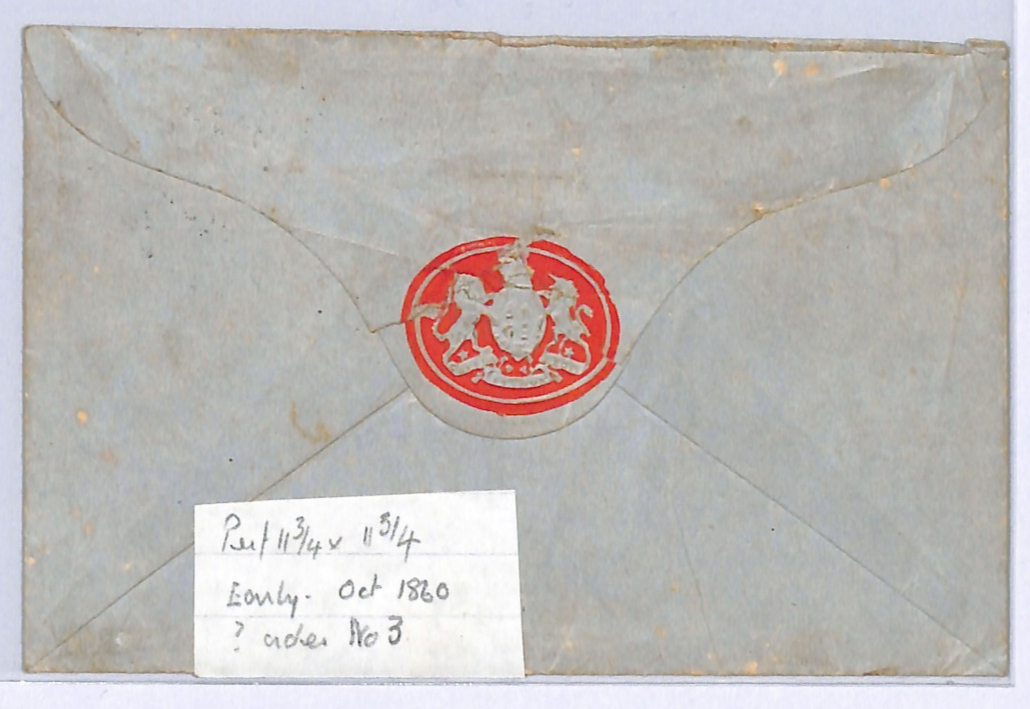 Perf 11 3/4 x 11 3/4
Early. Oct 1860
? order No 3